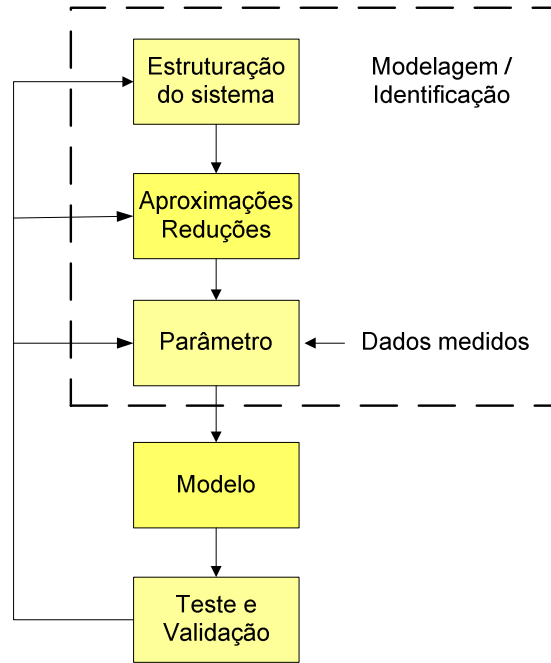 Estruturação
do sistema
Modelagem /
Identificação
Aproximações
Reduções
Parâmetro
Dados medidos
Modelo
Teste e
Validação